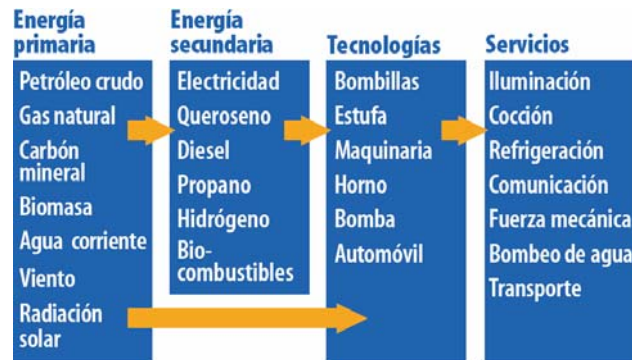 Energía
primaria
Petróleo crudo
Gas natural
Carbón
mineral
Biomasa
Agua corriente
Viento
Radiación
solar
Energía
secundaria
Electricidad
Queroseno
Diesel
Propano
Hidrógeno
Bio-
combustibles
Tecnologías
Bombillas
Estufa
Maquinaria
Horno
Bomba
Automóvil
Servicios
Iluminación
Cocción
Refrigeración
Comunicación
Fuerza mecánica
Bombeo de agua
Transporte